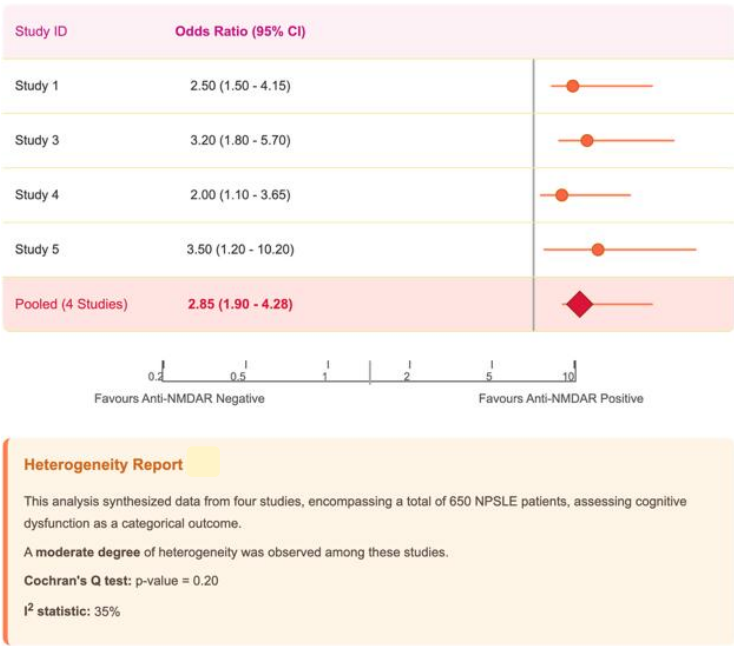 Study ID Odds Ratio (95% CI)
Study 1 2.50 (1.50 - 4.15)
Study 3 3.20 (1.80 - 5.70)
Study 4 2.00 (1.10 - 3.65)
Study 5 3.50 (1.20 - 10.20)
Pooled (4 Studies) 2.85 (1.90 - 4.28)
0.2 0.5 1 2 5 10
Favours Anti-NMDAR Negative Favours Anti-NMDAR Positive
Heterogeneity Report
This analysis synthesized data from four studies, encompassing a total of 650 NPSLE patients, assessing cognitive
dysfunction as a categorical outcome.
A moderate degree of heterogeneity was observed among these studies.
Cochran's Q test: p-value = 0.20
I² statistic: 35%